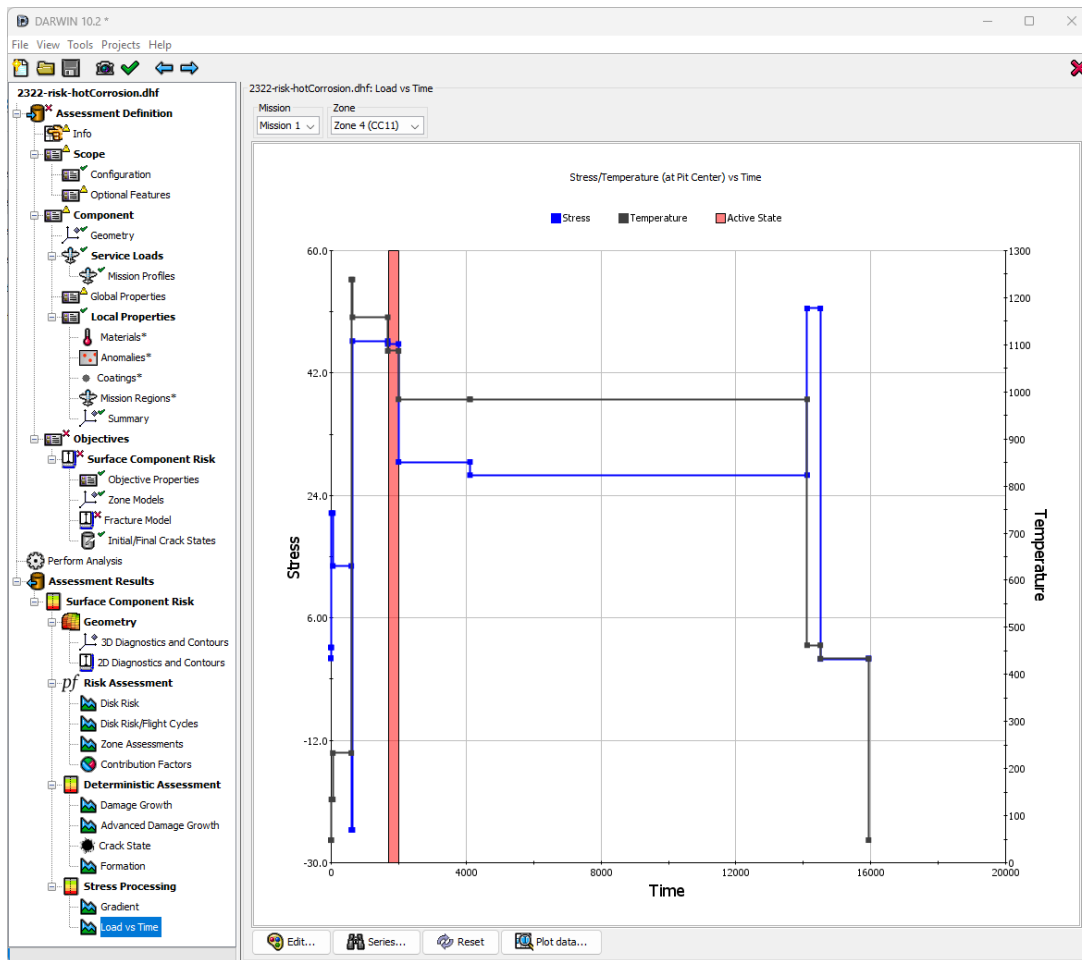 DARWIN 10.2 *
File View Tools Projects Help
2322-risk-hotCorrosion.dhf
Assessment Definition
Info
Scope
Configuration
Optional Features
Component
Geometry
Service Loads
Mission Profiles
Global Properties
Local Properties
Materials*
Anomalies*
Coatings*
Mission Regions*
Summary
Objectives
Surface Component Risk
Objective Properties
Zone Models
Fracture Model
Initial/Final Crack States
Perform Analysis
Assessment Results
Surface Component Risk
Geometry
3D Diagnostics and Contours
2D Diagnostics and Contours
pf Risk Assessment
Disk Risk
Disk Risk/Flight Cycles
Zone Assessments
Contribution Factors
Deterministic Assessment
Damage Growth
Advanced Damage Growth
Crack State
Formation
Stress Processing
Gradient
Load vs Time
2322-risk-hotCorrosion.dhf: Load vs Time
Mission Zone
Mission 1 Zone 4 (CC11)
Stress/Temperature (at Pit Center) vs Time
Stress Temperature Active State
60.0
42.0
24.0
6.00
-12.0
-30.0
Stress
1300
1200
1100
1000
900
800
700
600
500
400
300
200
100
0
Temperature
0 4000 8000 12000 16000 20000
Time
Edit... Series... Reset Plot data...